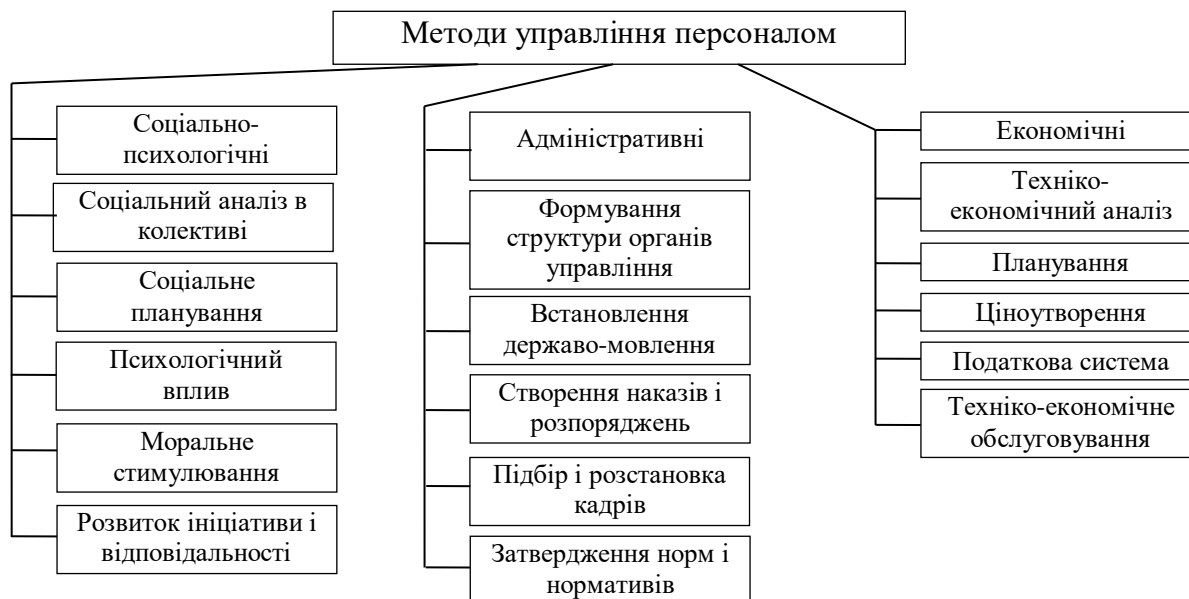 Методи управління персоналом
Соціально-
психологічні
Соціальний аналіз в
колективі
Соціальне
планування
Психологічний
вплив
Моральне
стимулювання
Розвиток ініціативи і
відповідальності
Адміністративні
Формування
структури органів
управління
Встановлення
державо-мовлення
Створення наказів і
розпоряджень
Підбір і розстановка
кадрів
Затвердження норм і
нормативів
Економічні
Техніко-
економічний аналіз
Планування
Ціноутворення
Податкова система
Техніко-економічне
обслуговування